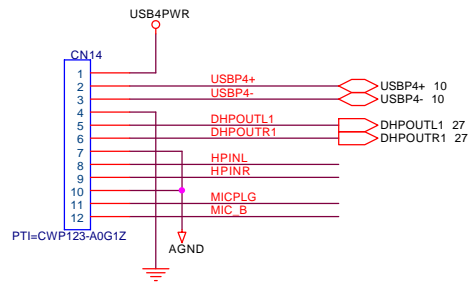 USB4PWR
CN14
1
2 USBP4+ USBP4+ 10
3 USBP4- USBP4- 10
4
5 DHPOUTL1 DHPOUTL1 27
6 DHPOUTR1 DHPOUTR1 27
7
8 HPINL
9 HPINR
10
11 MICPLG
12 MIC_B
PTI=CWP123-A0G1Z
AGND